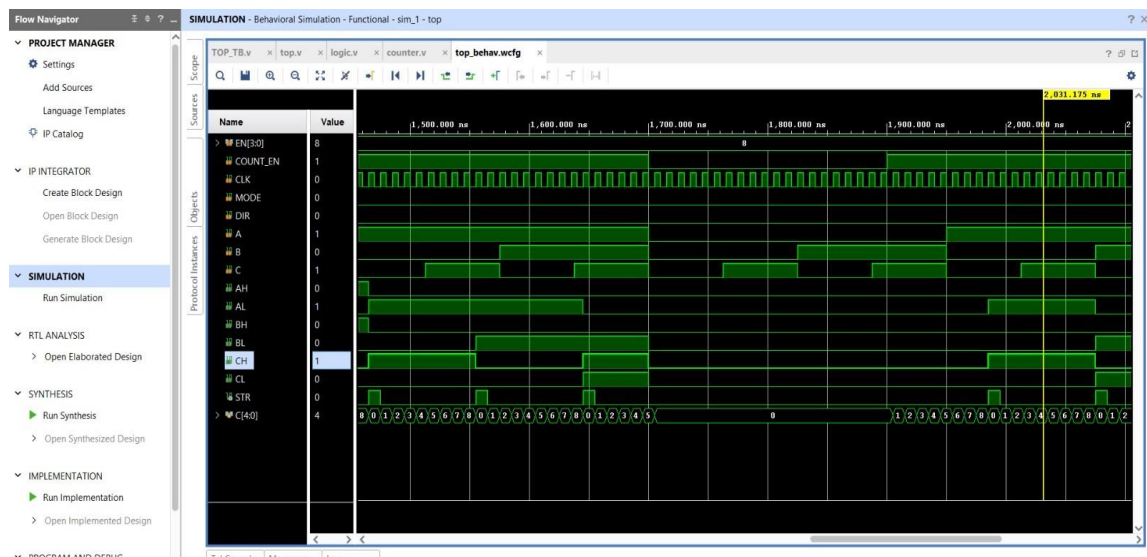 Flow Navigator
PROJECT MANAGER
Settings
Add Sources
Language Templates
IP Catalog
IP INTEGRATOR
Create Block Design
Open Block Design
Generate Block Design
SIMULATION
Run Simulation
RTL ANALYSIS
Open Elaborated Design
SYNTHESIS
Run Synthesis
Open Synthesized Design
IMPLEMENTATION
Run Implementation
Open Implemented Design
SIMULATION - Behavioral Simulation - Functional - sim_1 - top
Scope
Sources
Objects
Protocol Instances
TOP_TB.v × top.v × logic.v × counter.v × top_behav.wcfg ×
2,031.175 ns
Name Value
1,500.000 ns 1,600.000 ns 1,700.000 ns 1,800.000 ns 1,900.000 ns 2,000.000 ns
EN[3:0] 8 8
COUNT_EN 1
CLK 0
MODE 0
DIR 0
A 1
B 0
C 1
AH 0
AL 1
BH 0
BL 0
CH 1
CL 0
STR 0
C[4:0] 4 8 0 1 2 3 4 5 6 7 8 0 1 2 3 4 5 6 7 8 0 1 2 3 4 5 0 1 2 3 4 5 6 7 8 0 1 2 3 4 5 6 7 8 0 1 2